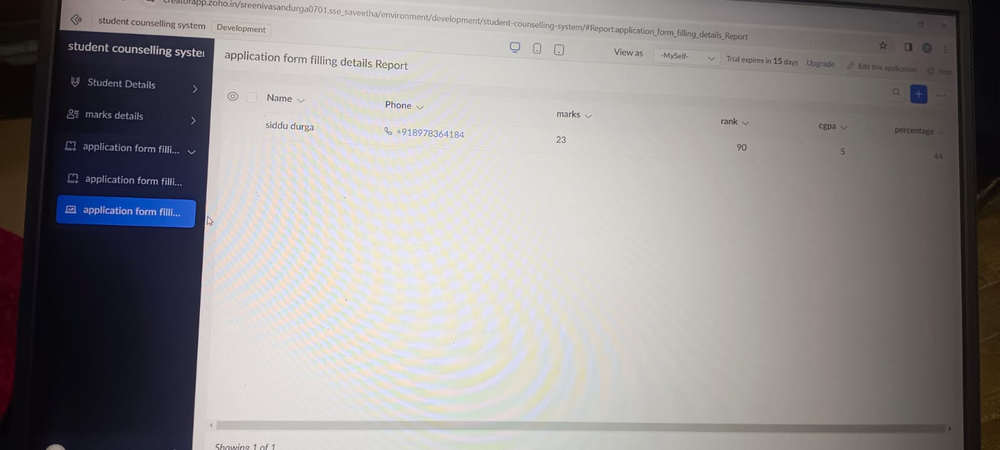 creatorapp.zoho.in/sreenivasandurga0701.sse_saveetha/environment/development/student-counselling-system/#Report:application_form_filling_details_Report
student counselling system Development
View as -MySelf- Trial expires in 15 days Upgrade Edit this application Help
student counselling syster
application form filling details Report
Student Details
marks details
application form filli...
application form filli...
application form filli...
Name Phone marks rank cgpa percentage
siddu durga +918978364184 23 90 5 44
Showing 1 of 1